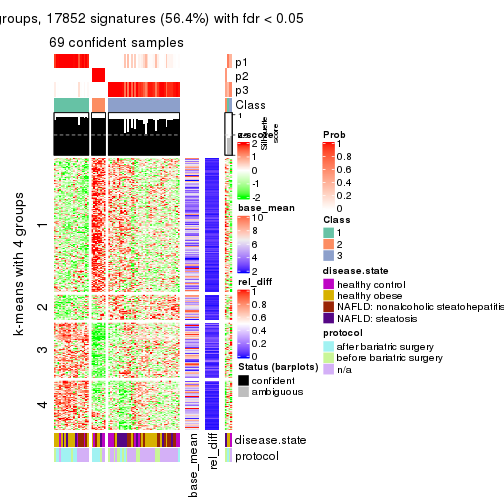 groups, 17852 signatures (56.4%) with fdr < 0.05
69 confident samples
p1
p2
p3
Class
1
Silhouette
score
k-means with 4 groups
1
2
3
4
z-score
2
1
0
-1
-2
base_mean
10
8
6
4
2
rel_diff
1
0.8
0.6
0.4
0.2
0
Status (barplots)
confident
ambiguous
Prob
1
0.8
0.6
0.4
0.2
0
Class
1
2
3
disease.state
healthy control
healthy obese
NAFLD: nonalcoholic steatohepatitis
NAFLD: steatosis
protocol
after bariatric surgery
before bariatric surgery
n/a
disease.state
protocol
base_mean
rel_diff